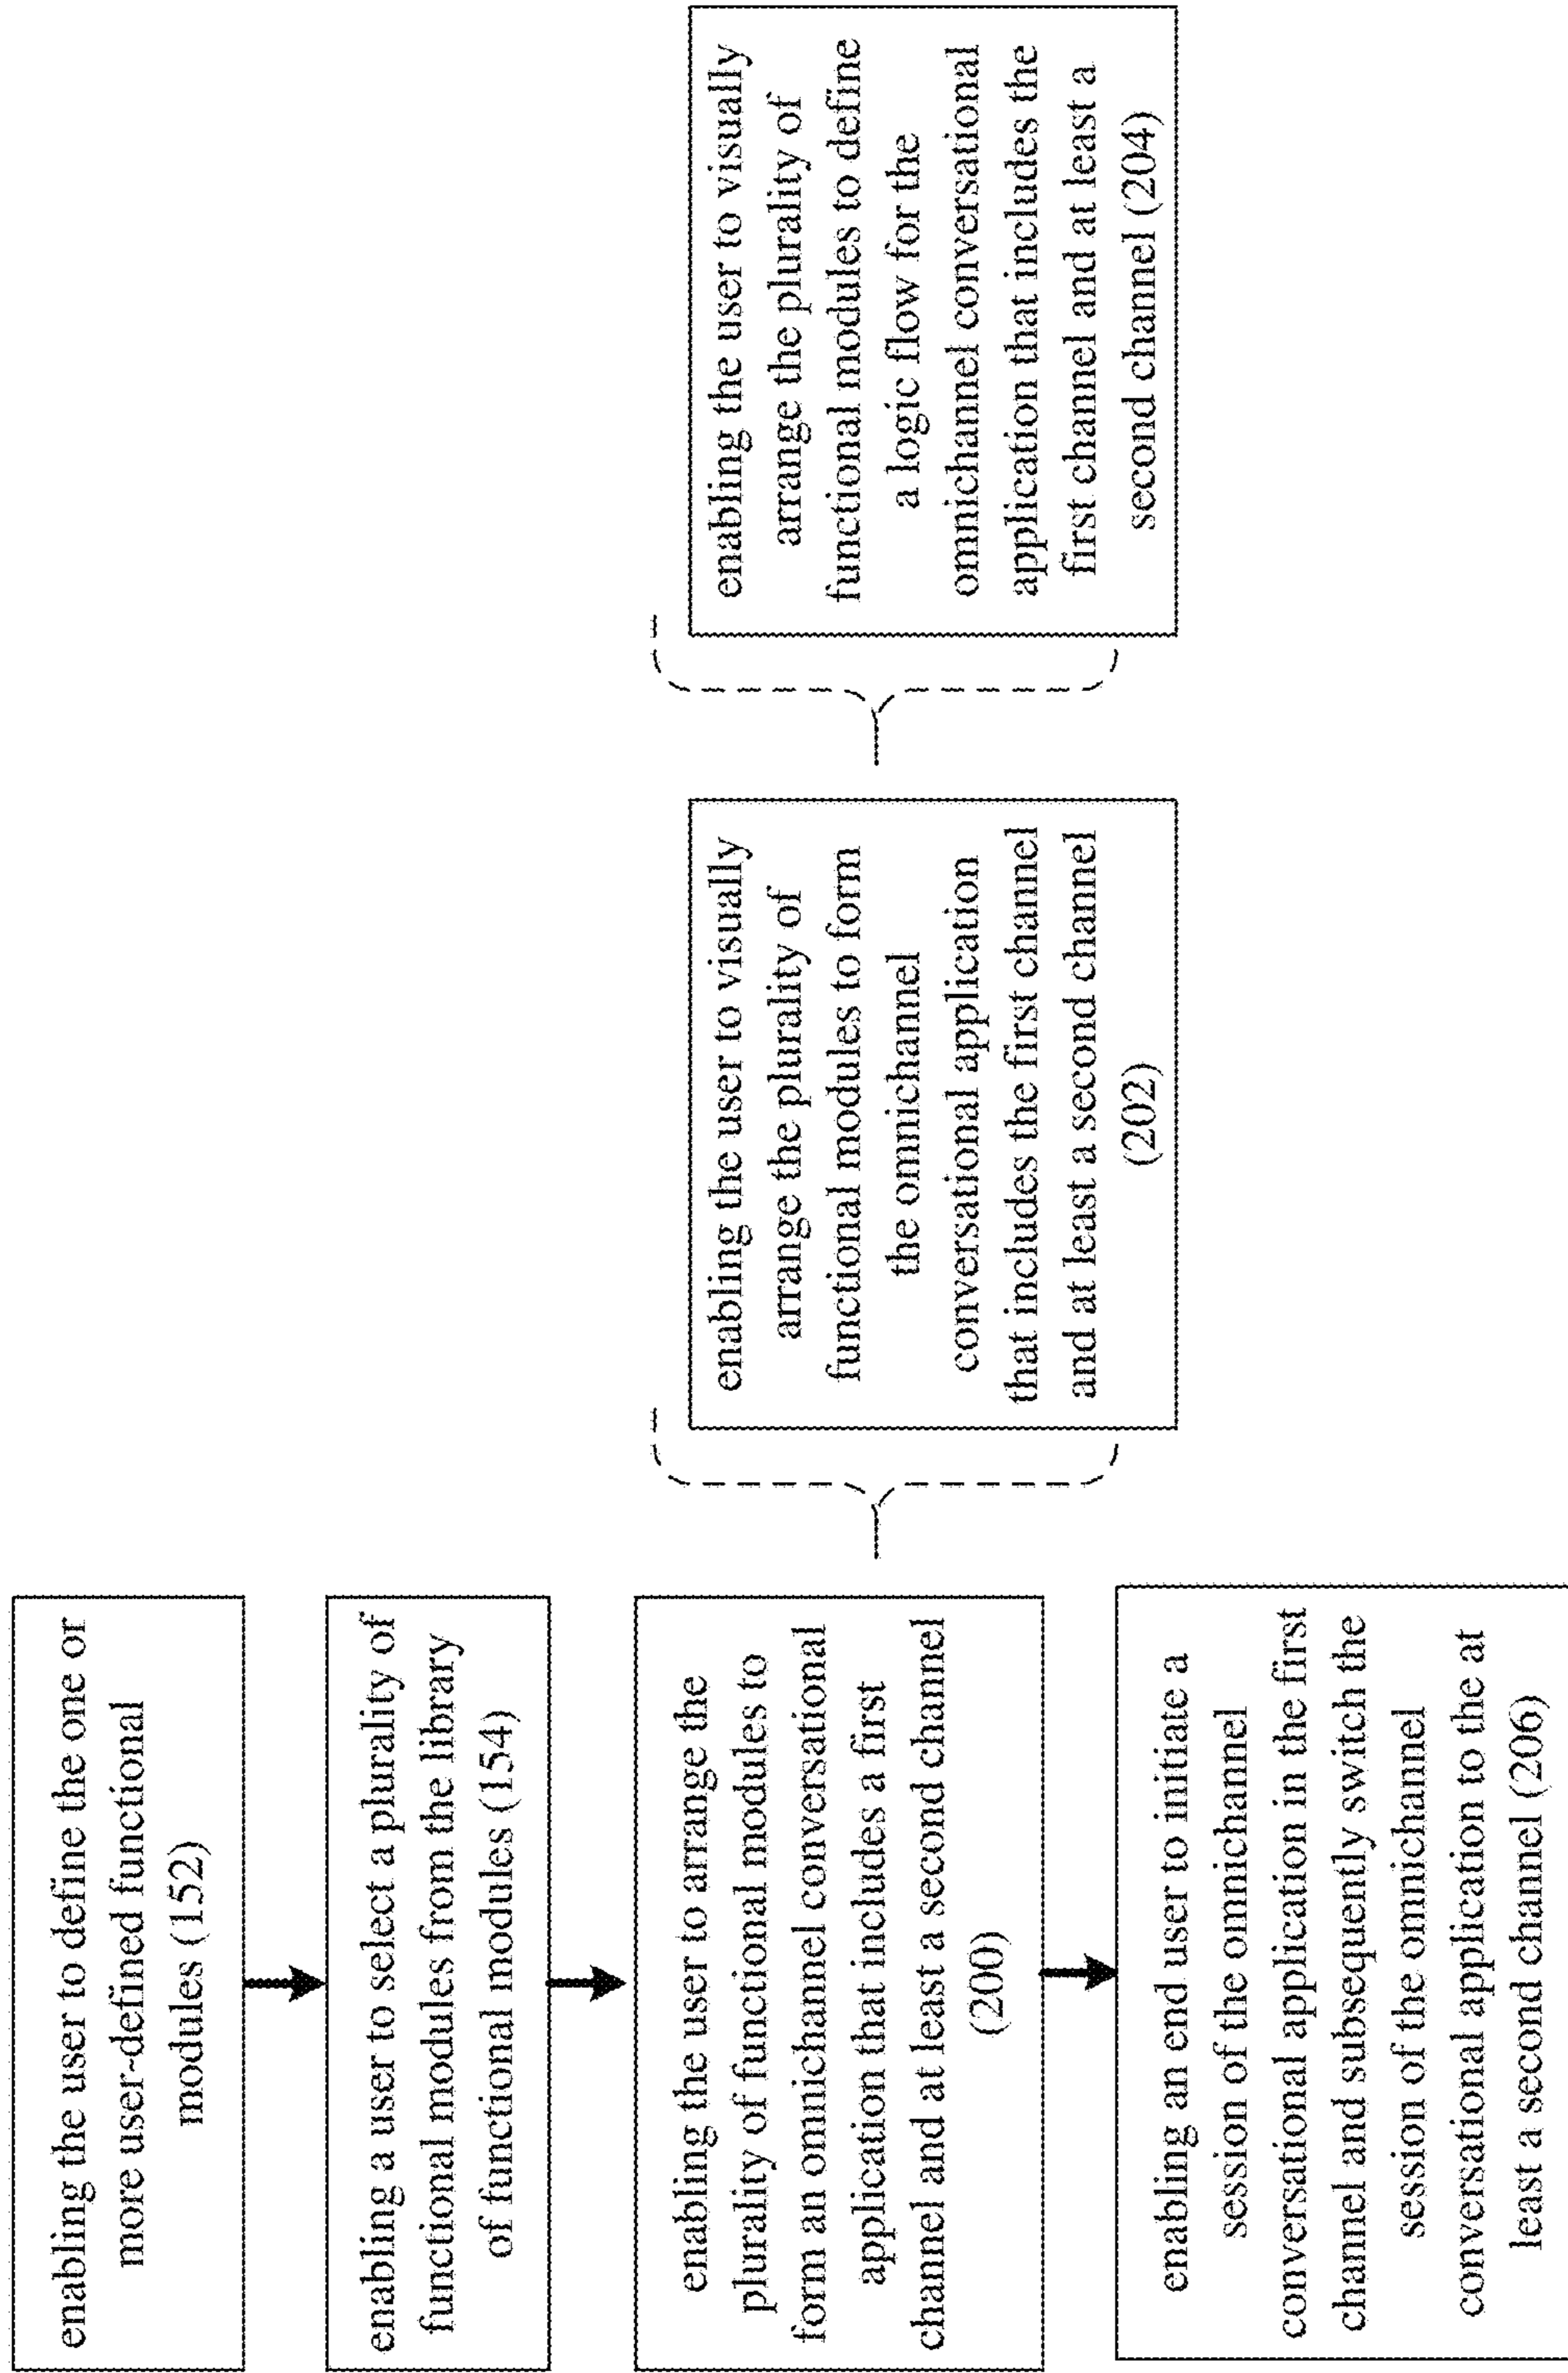 enabling the user to define the one or
more user-defined functional
modules (152)
enabling a user to select a plurality of
functional modules from the library
of functional modules (154)
enabling the user to arrange the
plurality of functional modules to
form an omnichannel conversational
application that includes a first
channel and at least a second channel
(200)
enabling the user to visually
arrange the plurality of
functional modules to form
the omnichannel
conversational application
that includes the first channel
and at least a second channel
(202)
enabling the user to visually
arrange the plurality of
functional modules to define
a logic flow for the
omnichannel conversational
application that includes the
first channel and at least a
second channel (204)
enabling an end user to initiate a
session of the omnichannel
conversational application in the first
channel and subsequently switch the
session of the omnichannel
conversational application to the at
least a second channel (206)